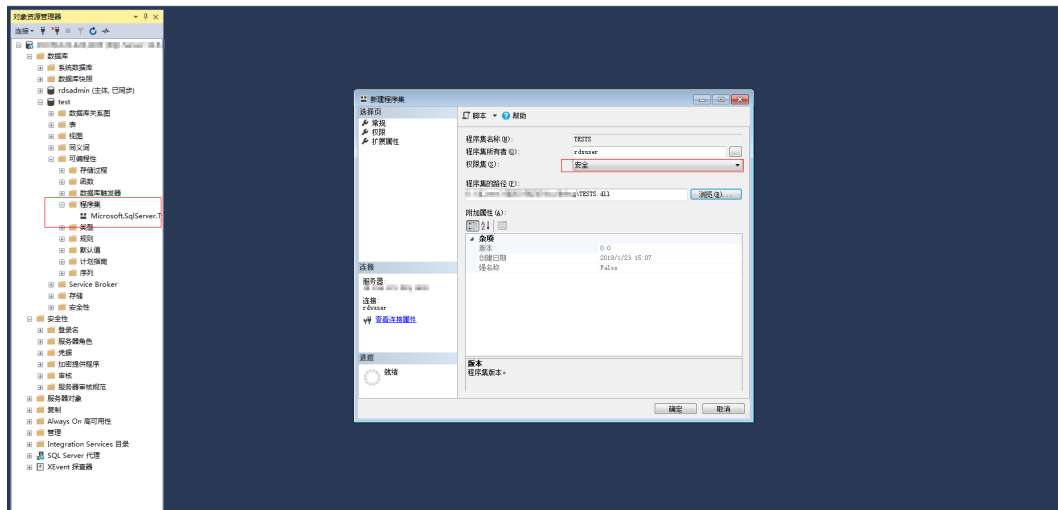 对象资源管理器
连接
数据库
系统数据库
数据库快照
rdsadmin (主体, 已同步)
test
数据库关系图
表
视图
同义词
可编程性
存储过程
函数
数据库触发器
程序集
Microsoft.SqlServer.T
类型
规则
默认值
计划指南
序列
Service Broker
存储
安全性
安全性
登录名
服务器角色
凭据
加密提供程序
审核
服务器审核规范
服务器对象
复制
Always On 高可用性
管理
Integration Services 目录
SQL Server 代理
XEvent 探查器
新建程序集
选择页
常规
权限
扩展属性
连接
服务器:
连接:
rdsuser
查看连接属性
进度
就绪
脚本 帮助
程序集名称(N): TESTS
程序集所有者(O): rdsuser ...
权限集(S): 安全
程序集的路径(P):
\TESTS.dll 浏览(B)...
附加属性(A):
杂项
版本 0.0
创建日期 2019/1/23 15:07
强名称 False
版本
程序集版本。
确定 取消